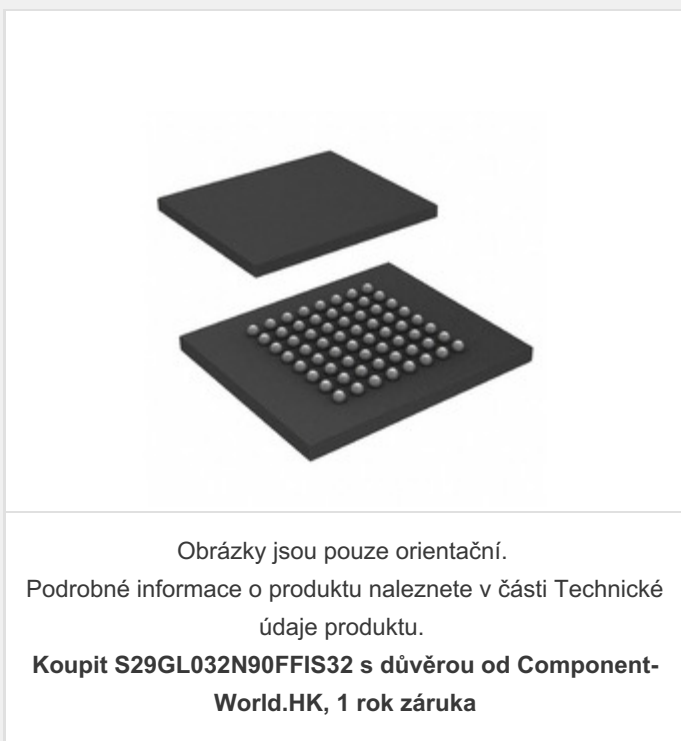 Obrázky jsou pouze orientační.
Podrobné informace o produktu naleznete v části Technické
údaje produktu.
Koupit S29GL032N90FFIS32 s důvěrou od Component-
World.HK, 1 rok záruka